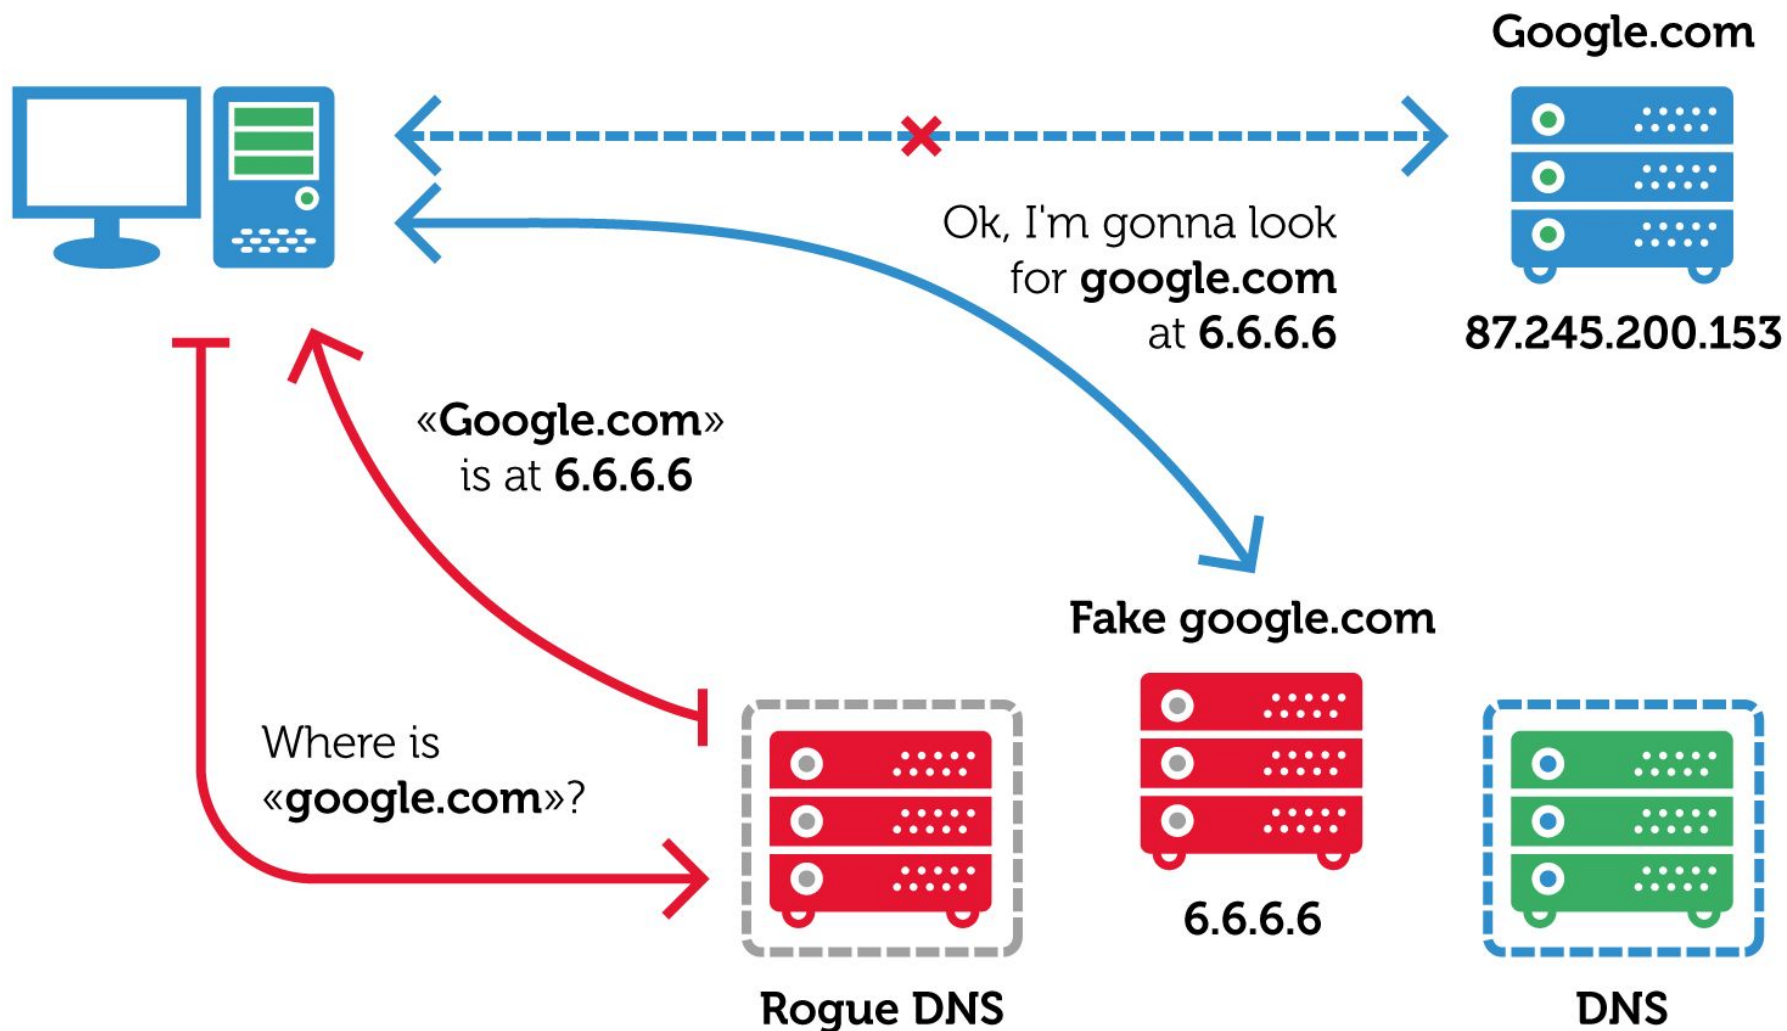 Google.com
Ok, I'm gonna look
for google.com
at 6.6.6.6
87.245.200.153
«Google.com»
is at 6.6.6.6
Fake google.com
Where is
«google.com»?
6.6.6.6
Rogue DNS
DNS